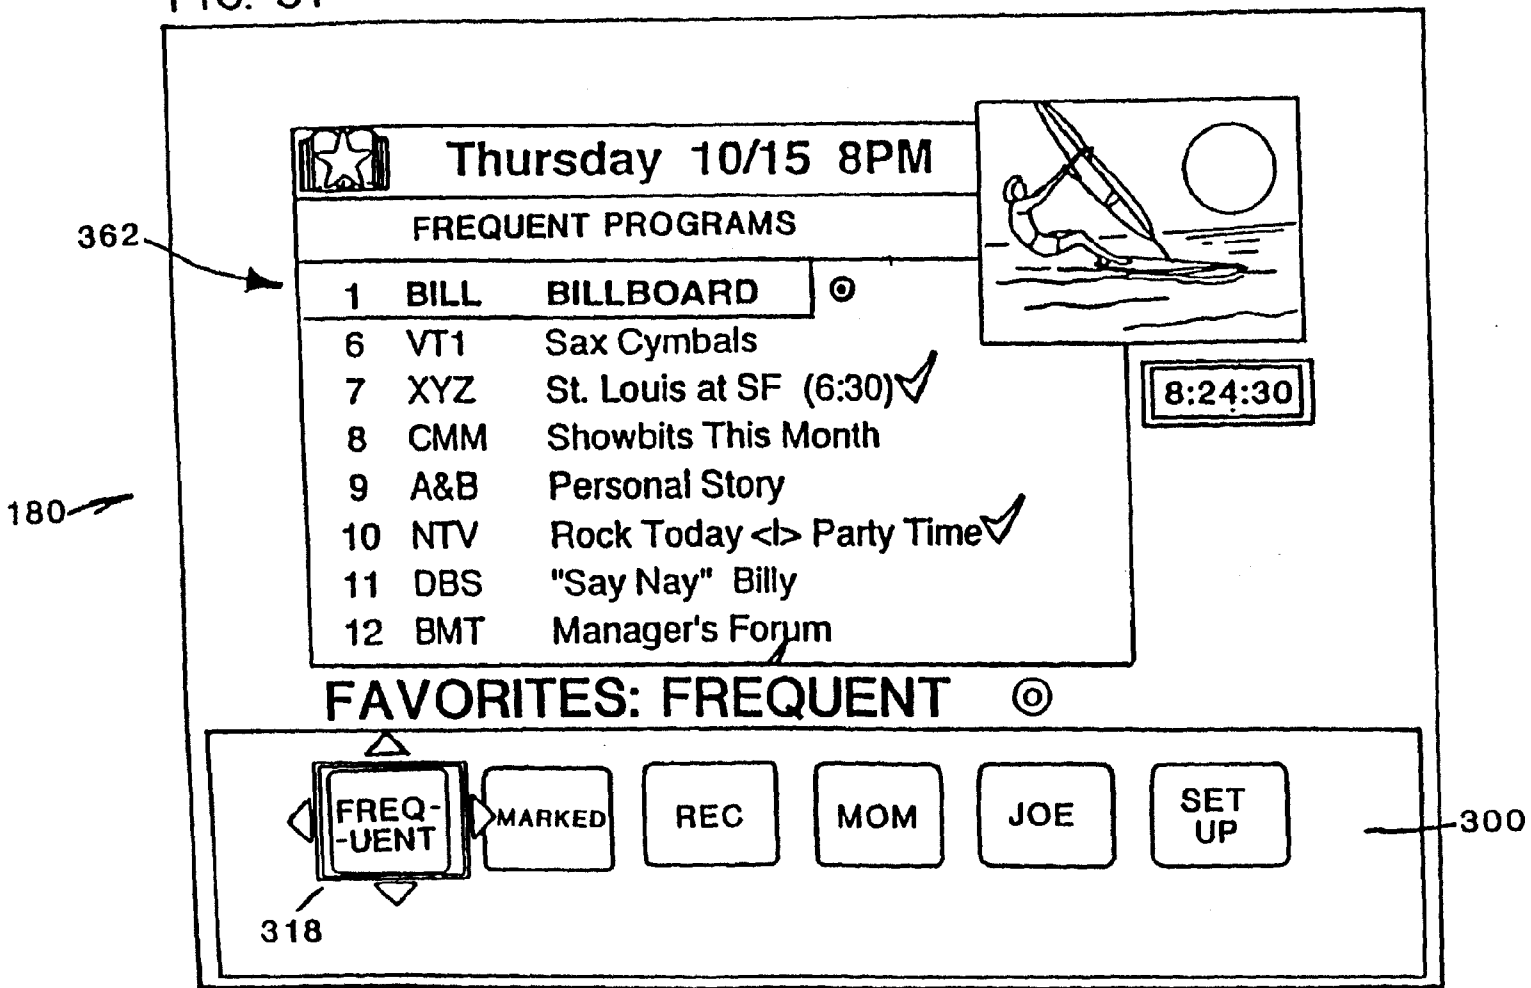 FIG. 31
Thursday 10/15 8PM
FREQUENT PROGRAMS
362
1 BILL BILLBOARD
6 VT1 Sax Cymbals
7 XYZ St. Louis at SF (6:30)
8:24:30
8 CMM Showbits This Month
9 A&B Personal Story
180
10 NTV Rock Today <I> Party Time
11 DBS "Say Nay" Billy
12 BMT Manager's Forum
FAVORITES: FREQUENT
FREQ-
-UENT
MARKED
REC
MOM
JOE
SET
UP
300
318